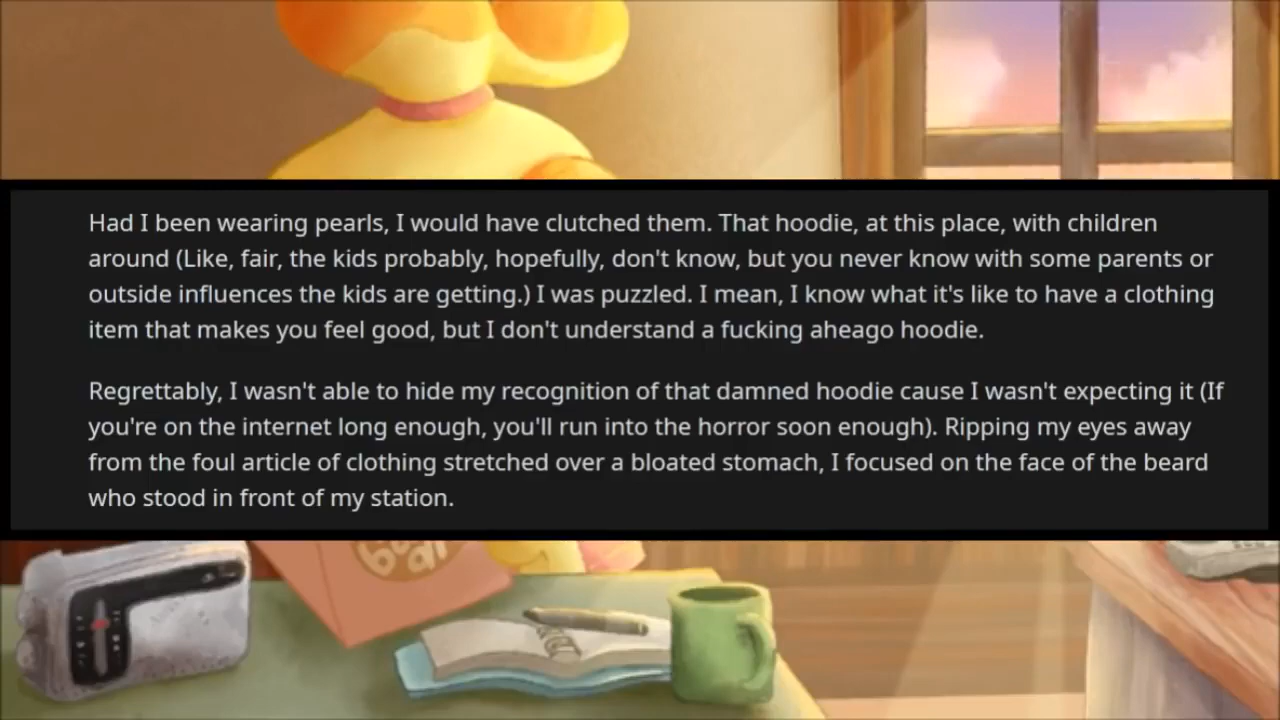 Had I been wearing pearls, I would have clutched them. That hoodie, at this place, with children
around (Like, fair, the kids probably, hopefully, don't know, but you never know with some parents or
outside influences the kids are getting.) I was puzzled. I mean, I know what it's like to have a clothing
item that makes you feel good, but I don't understand a fucking aheago hoodie.
Regrettably, I wasn't able to hide my recognition of that damned hoodie cause I wasn't expecting it (If
you're on the internet long enough, you'll run into the horror soon enough). Ripping my eyes away
from the foul article of clothing stretched over a bloated stomach, I focused on the face of the beard
who stood in front of my station.